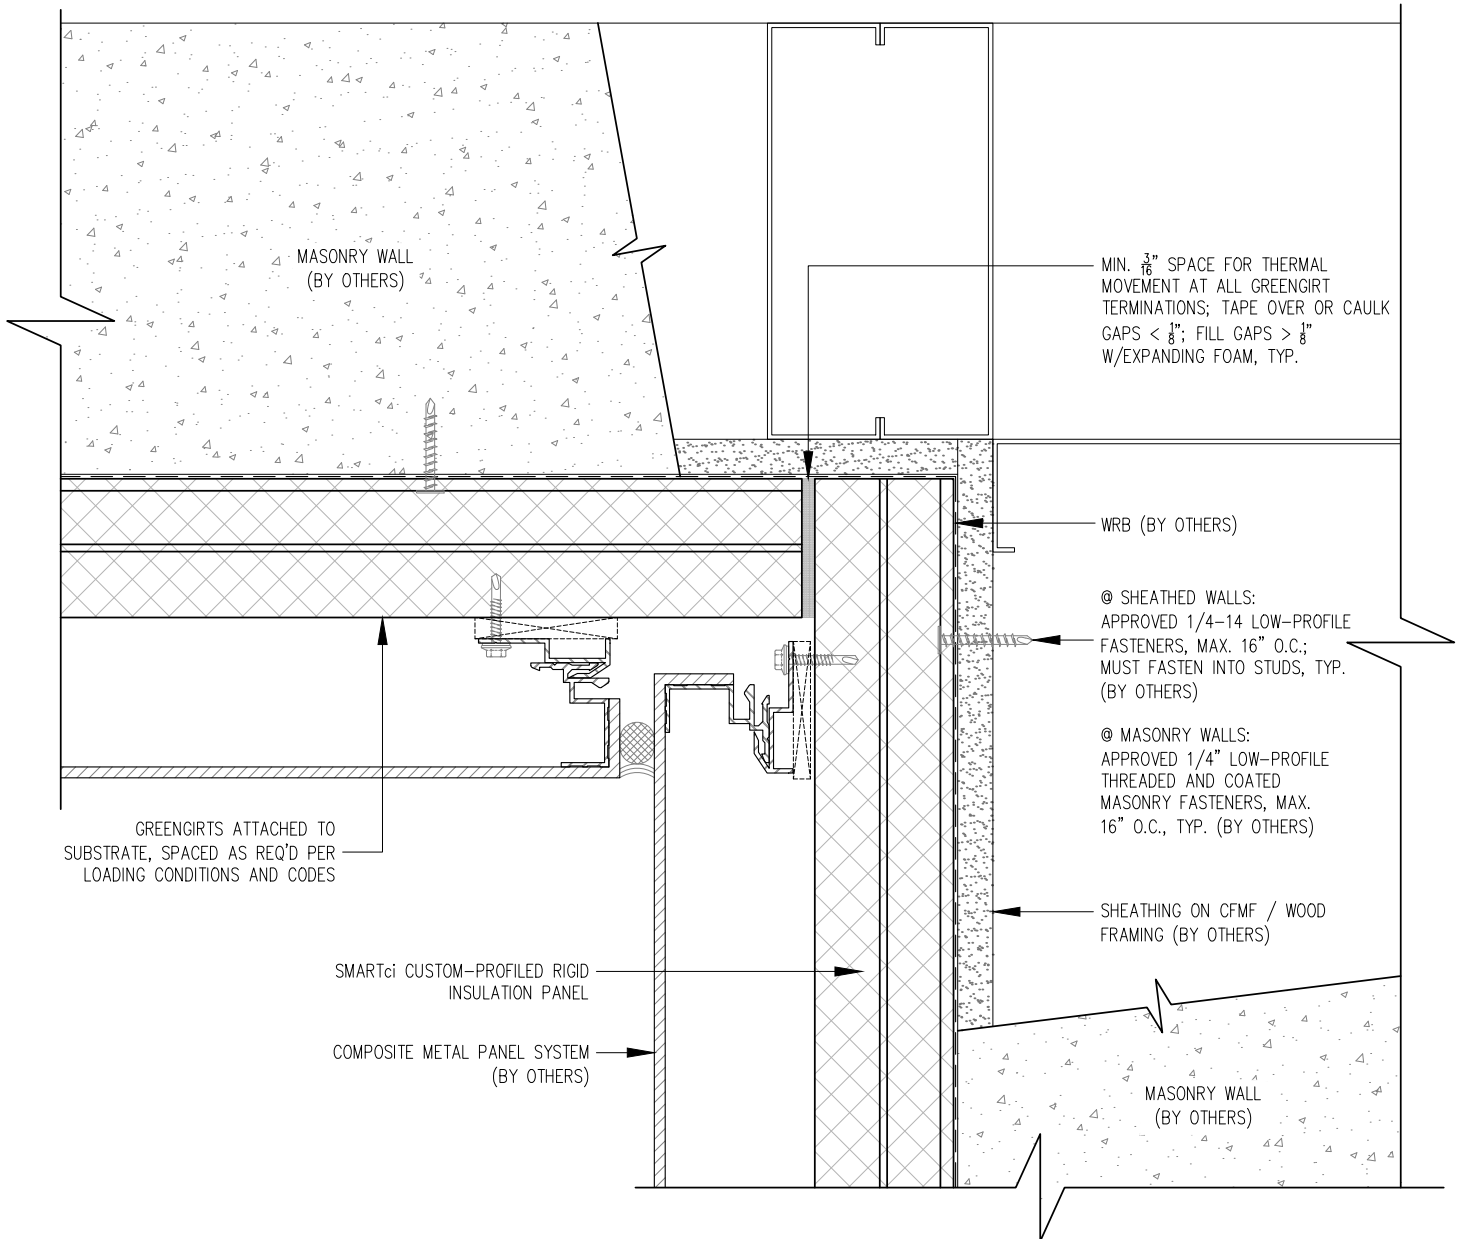 MASONRY WALL
(BY OTHERS)
MIN. 3/16" SPACE FOR THERMAL
MOVEMENT AT ALL GREENGIRT
TERMINATIONS; TAPE OVER OR CAULK
GAPS < 1/8"; FILL GAPS > 1/8"
W/EXPANDING FOAM, TYP.
WRB (BY OTHERS)
@ SHEATHED WALLS:
APPROVED 1/4-14 LOW-PROFILE
FASTENERS, MAX. 16" O.C.;
MUST FASTEN INTO STUDS, TYP.
(BY OTHERS)
@ MASONRY WALLS:
APPROVED 1/4" LOW-PROFILE
THREADED AND COATED
MASONRY FASTENERS, MAX.
16" O.C., TYP. (BY OTHERS)
GREENGIRTS ATTACHED TO
SUBSTRATE, SPACED AS REQ'D PER
LOADING CONDITIONS AND CODES
SHEATHING ON CFMF / WOOD
FRAMING (BY OTHERS)
SMARTci CUSTOM-PROFILED RIGID
INSULATION PANEL
COMPOSITE METAL PANEL SYSTEM
(BY OTHERS)
MASONRY WALL
(BY OTHERS)